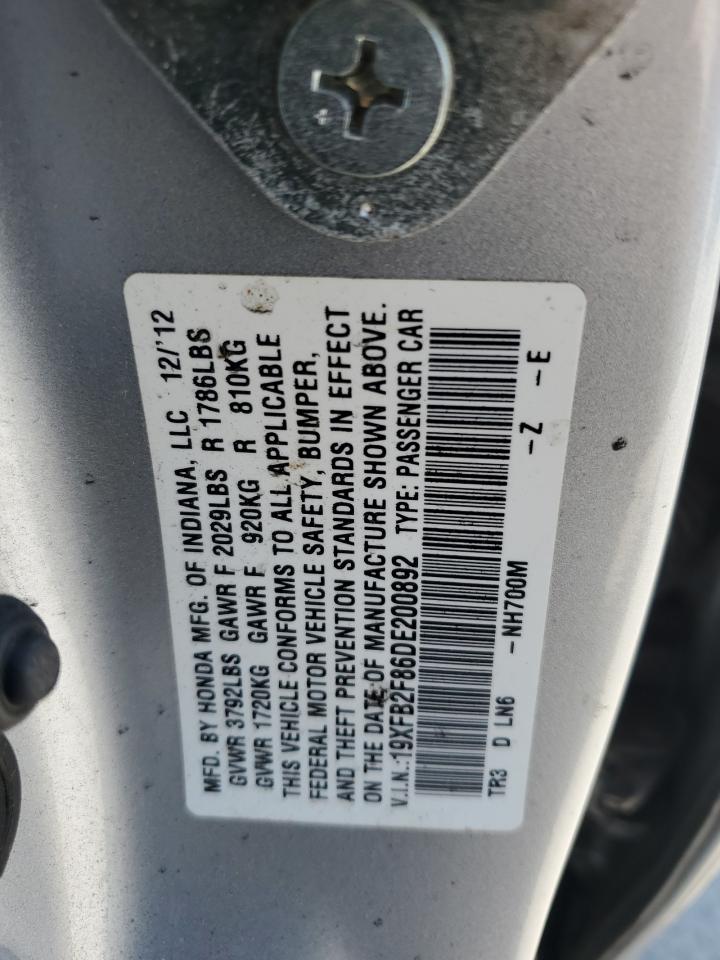 MFD. BY HONDA MFG. OF INDIANA, LLC 12/'12
GVWR 3792LBS GAWR F 2029LBS R 1786LBS
GVWR 1720KG GAWR F 920KG R 810KG
THIS VEHICLE CONFORMS TO ALL APPLICABLE
FEDERAL MOTOR VEHICLE SAFETY, BUMPER,
AND THEFT PREVENTION STANDARDS IN EFFECT
ON THE DATE OF MANUFACTURE SHOWN ABOVE.
V.I.N.:19XFB2F86DE200892 TYPE: PASSENGER CAR
TR3 D LN6 -NH700M -Z -E